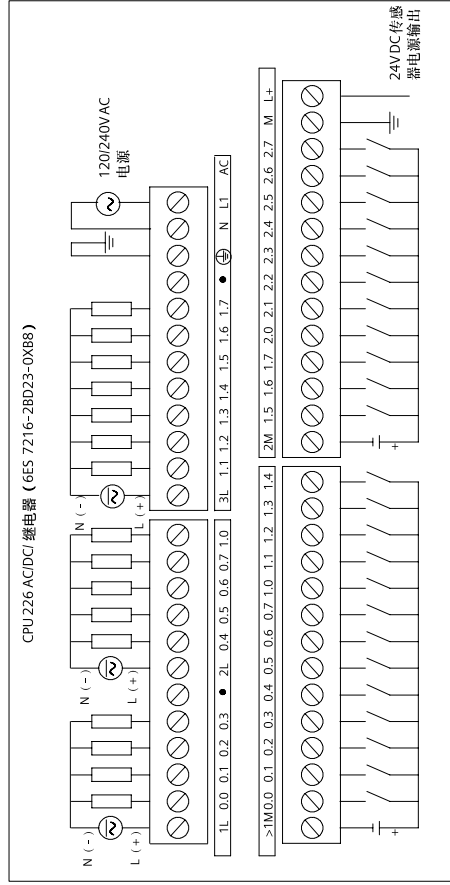 CPU 226 AC/DC/ 继电器 ( 6ES 7216-2BD23-0XB8 )
N (-)
N (-)
N (-)
120/240V AC
电源
L (+)
L (+)
L (+)
1L 0.0 0.1 0.2 0.3 • 2L 0.4 0.5 0.6 0.7 1.0
3L 1.1 1.2 1.3 1.4 1.5 1.6 1.7 • N L1 AC
>1M 0.0 0.1 0.2 0.3 0.4 0.5 0.6 0.7 1.0 1.1 1.2 1.3 1.4
2M 1.5 1.6 1.7 2.0 2.1 2.2 2.3 2.4 2.5 2.6 2.7 M L+
+
+
24V DC 传感
器电源输出